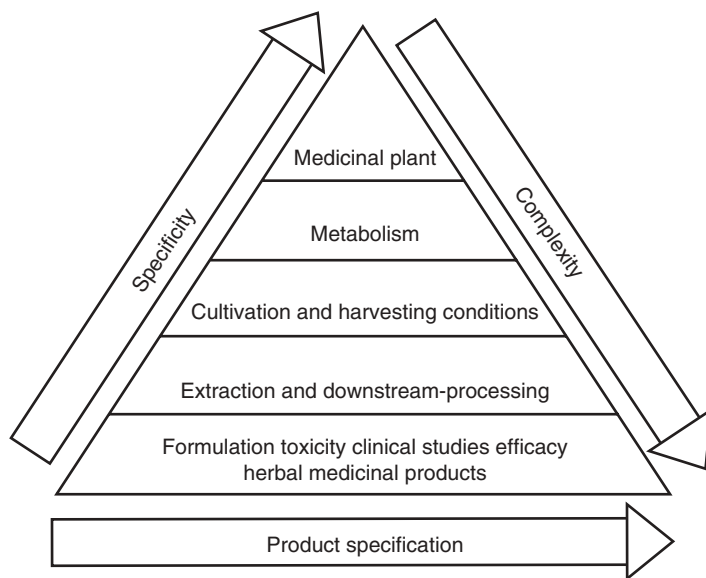 Medicinal plant
Metabolism
Cultivation and harvesting conditions
Extraction and downstream-processing
Formulation toxicity clinical studies efficacy
herbal medicinal products
Specificity
Complexity
Product specification